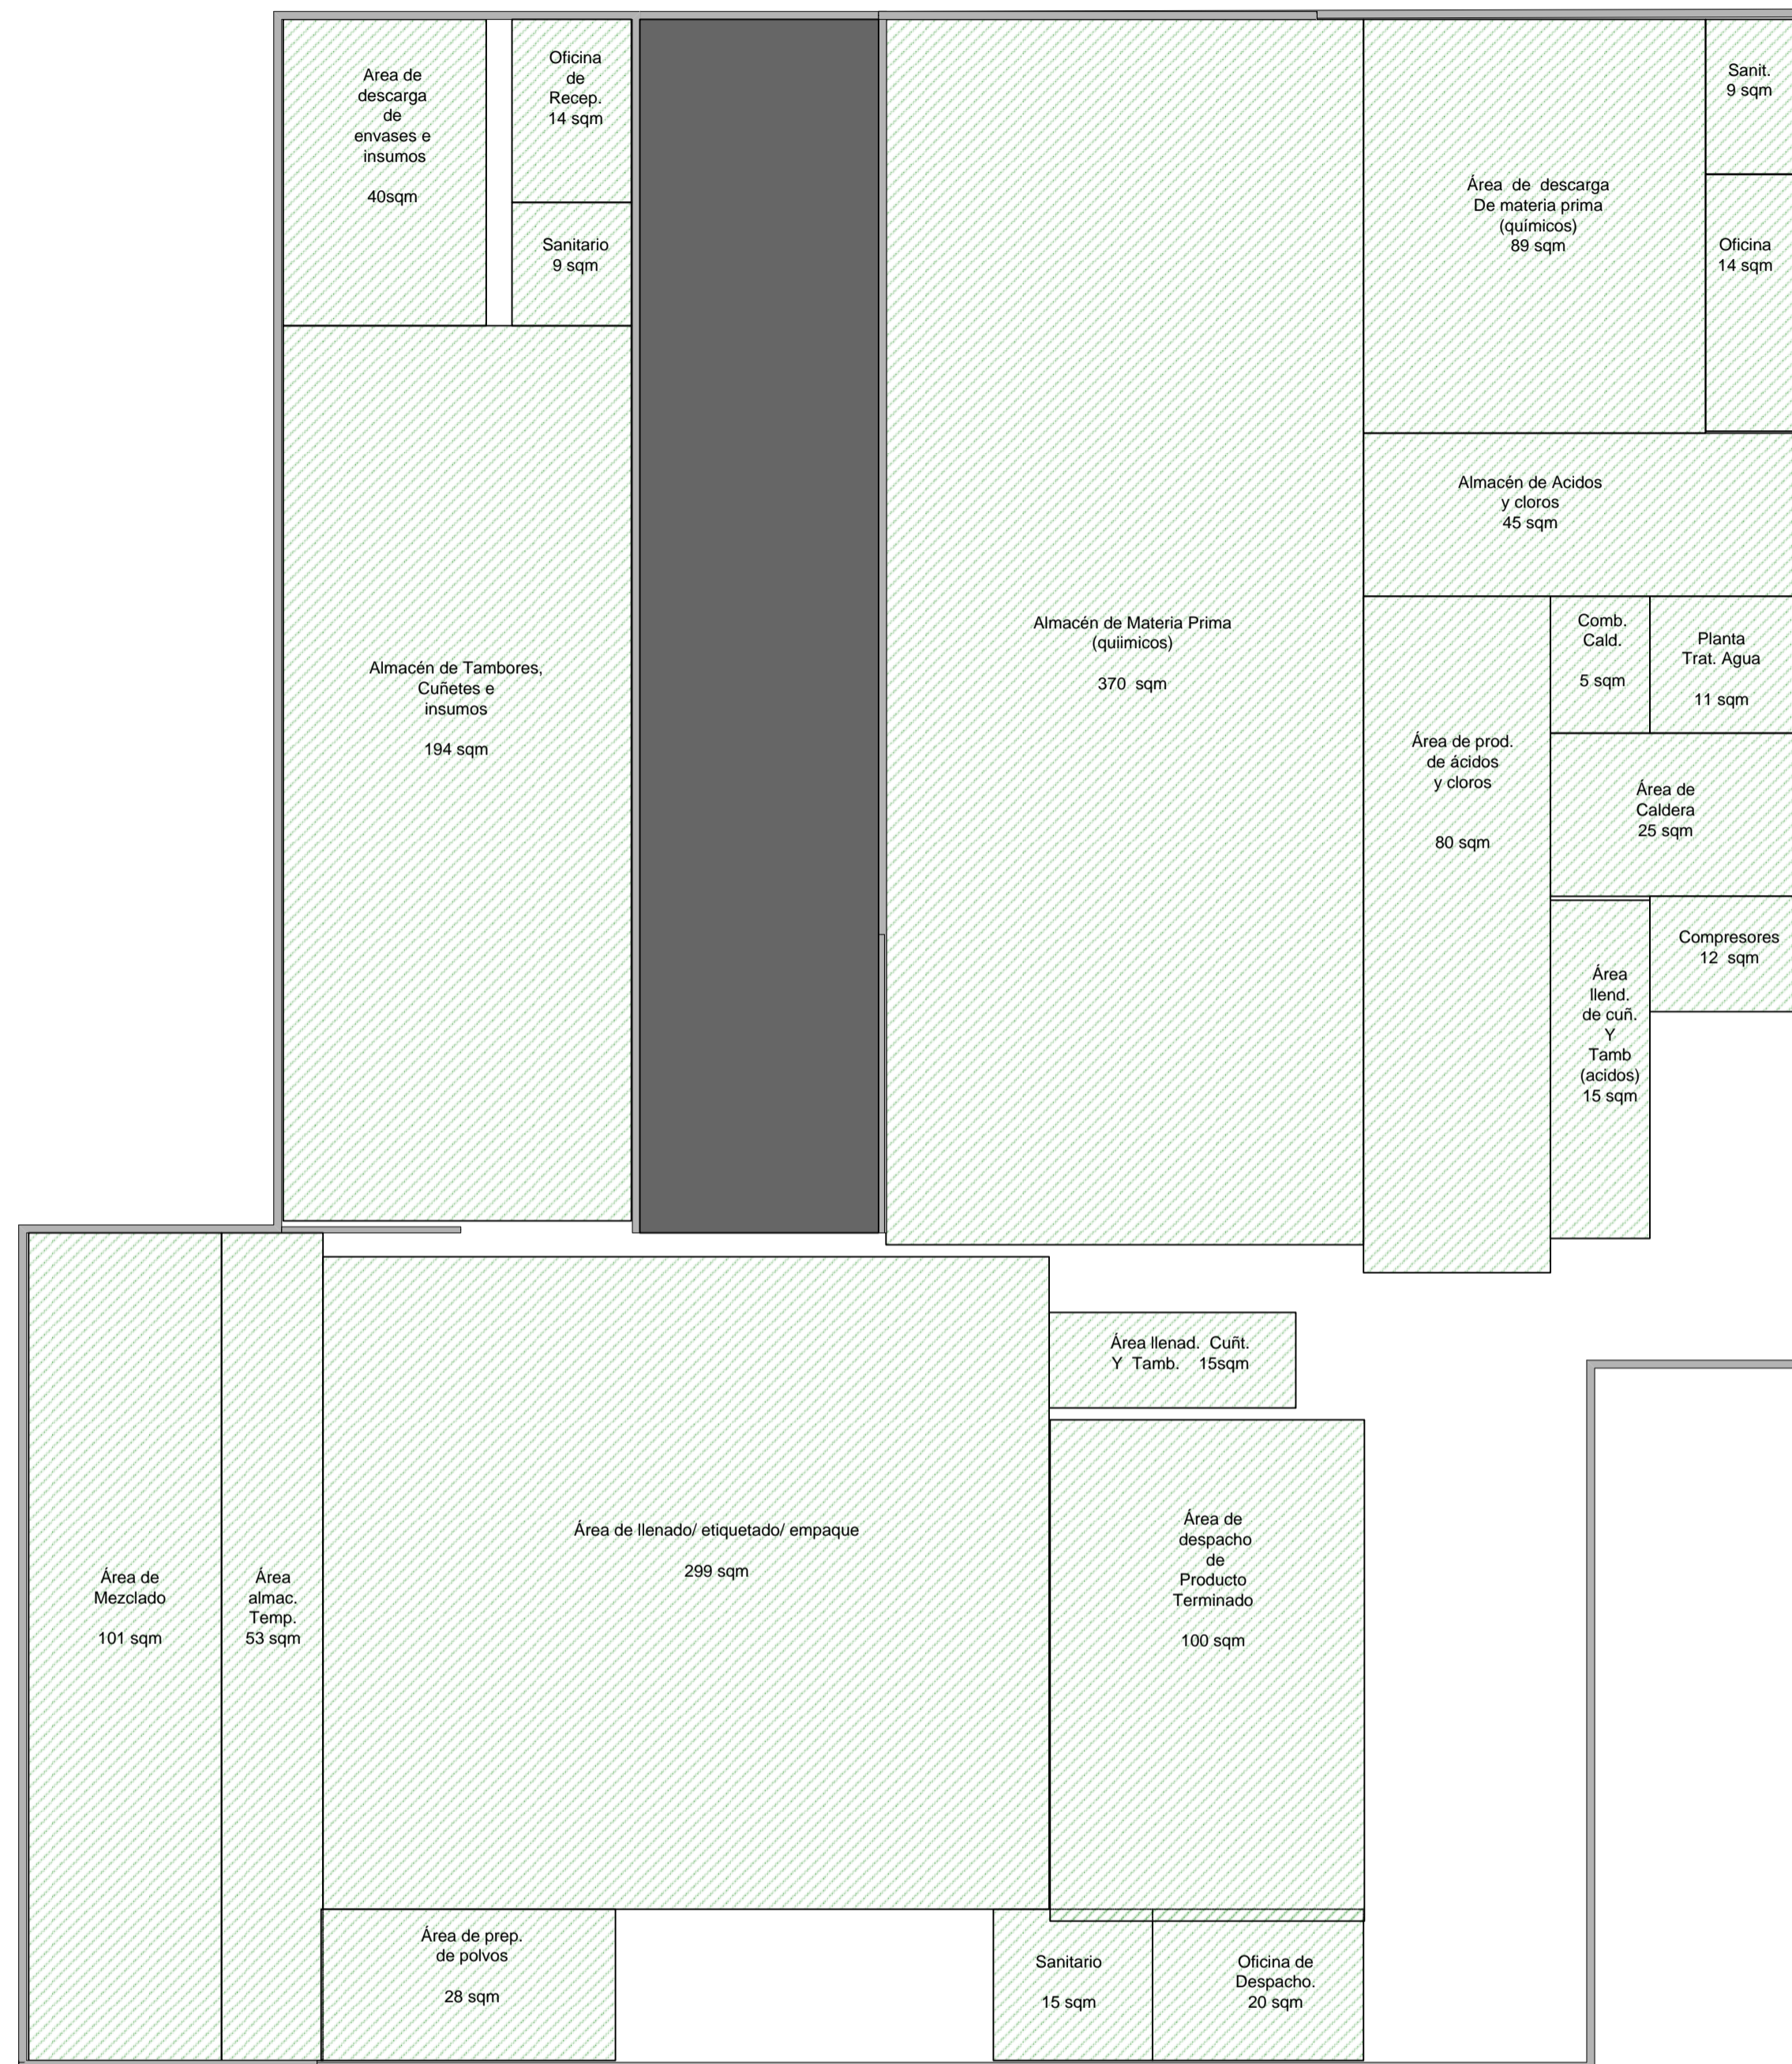 Area de
descarga
de
envases e
insumos
40sqm
Oficina
de
Recep.
14 sqm
Sanitario
9 sqm
Almacén de Tambores,
Cuñetes e
insumos
194 sqm
Almacén de Materia Prima
(quiimicos)
370 sqm
Área de descarga
De materia prima
(químicos)
89 sqm
Sanit.
9 sqm
Oficina
14 sqm
Almacén de Acidos
y cloros
45 sqm
Área de prod.
de ácidos
y cloros
80 sqm
Comb.
Cald.
5 sqm
Planta
Trat. Agua
11 sqm
Área de
Caldera
25 sqm
Compresores
12 sqm
Área
llend.
de cuñ.
Y
Tamb
(acidos)
15 sqm
Área de
Mezclado
101 sqm
Área
almac.
Temp.
53 sqm
Área de llenado/ etiquetado/ empaque
299 sqm
Área llenad. Cuñt.
Y Tamb. 15sqm
Área de
despacho
de
Producto
Terminado
100 sqm
Área de prep.
de polvos
28 sqm
Sanitario
15 sqm
Oficina de
Despacho.
20 sqm